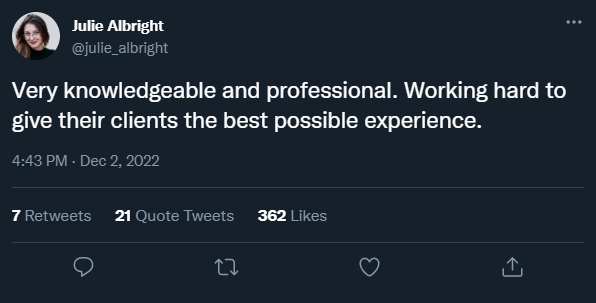 Julie Albright
@julie_albright
Very knowledgeable and professional. Working hard to
give their clients the best possible experience.
4:43 PM · Dec 2, 2022
7 Retweets 21 Quote Tweets 362 Likes